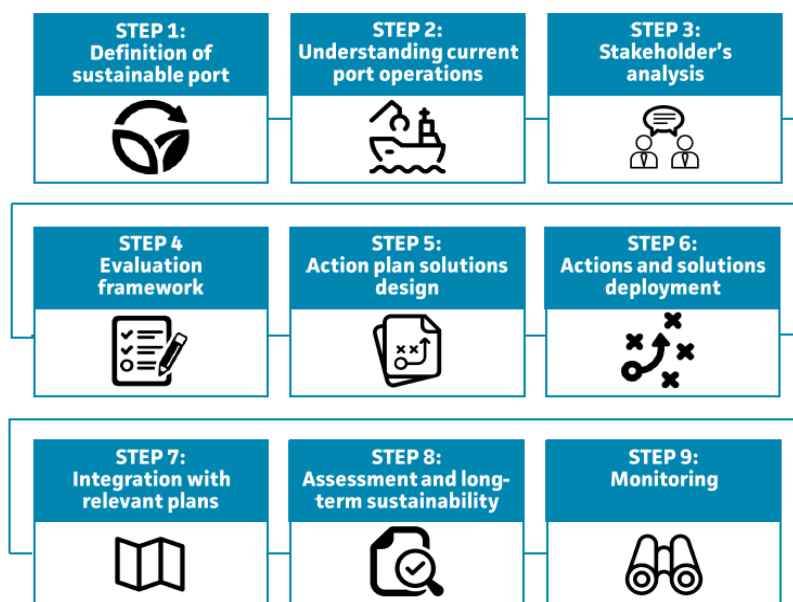 STEP 1:
Definition of
sustainable port
STEP 2:
Understanding current
port operations
STEP 3:
Stakeholder's
analysis
STEP 4
Evaluation
framework
STEP 5:
Action plan solutions
design
STEP 6:
Actions and solutions
deployment
STEP 7:
Integration with
relevant plans
STEP 8:
Assessment and long-
term sustainability
STEP 9:
Monitoring